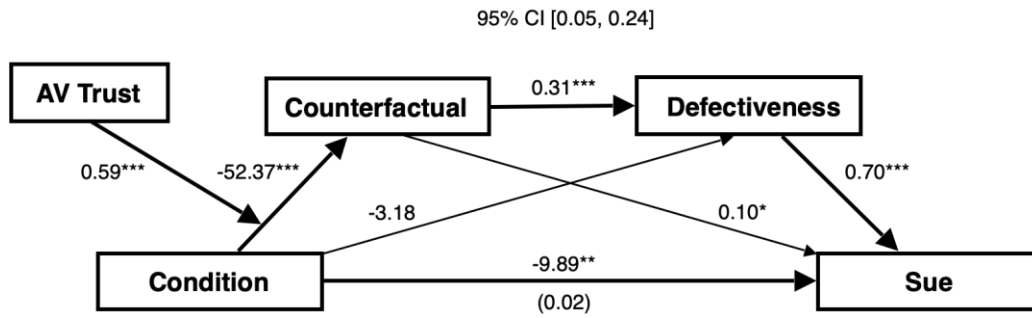 95% CI [0.05, 0.24]
AV Trust
Counterfactual
0.31***
Defectiveness
0.59***
-52.37***
0.70***
-3.18
0.10*
Condition
-9.89**
(0.02)
Sue